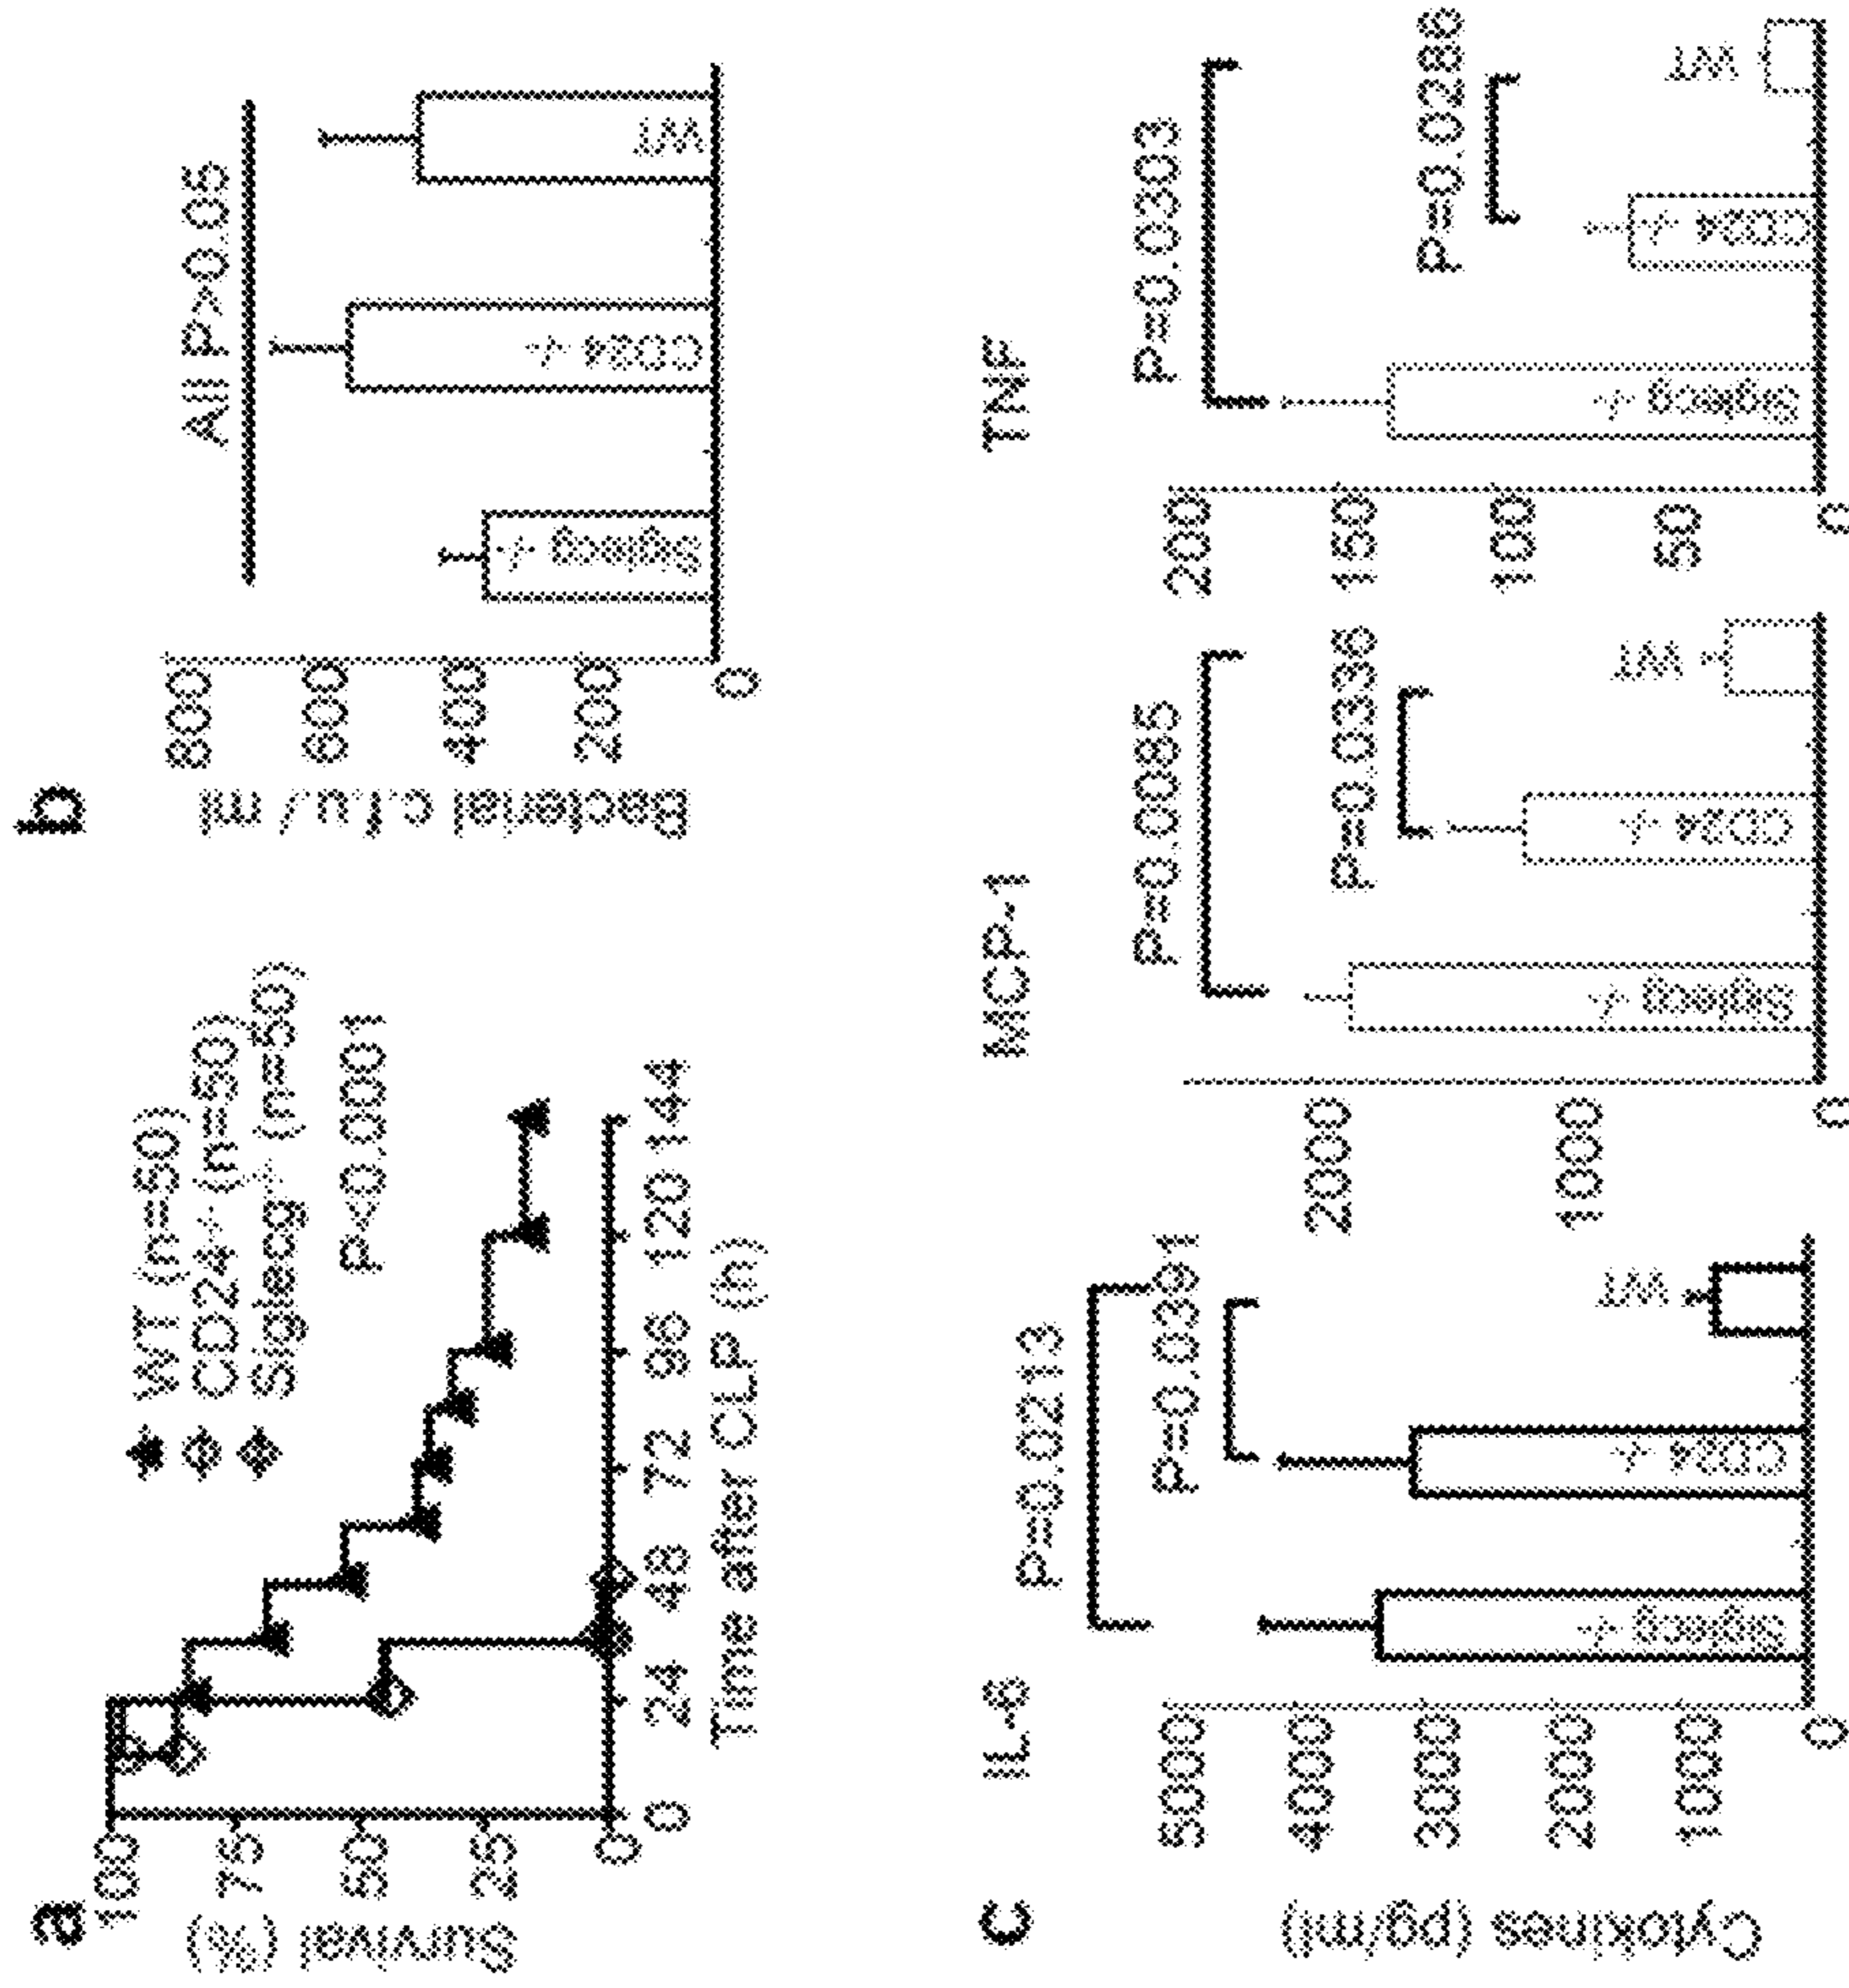 a
Survival (%)
100
75
50
25
0
0 24 48 72 96 120 144
Time after CLP (h)
WT (n=50)
CD24-/- (n=50)
Siglecg -/- (n=50)
P<0.0001
b
Bacterial c.f.u./ ml
800
600
400
200
0
All P>0.05
Siglecg -/-
CD24 -/-
WT
c
Cytokines (pg/ml)
IL-6
5000
4000
3000
2000
1000
0
P=0.0213
P=0.0391
Siglecg -/-
CD24 -/-
WT
MCP-1
2000
1000
0
P=0.0085
P=0.0336
Siglecg -/-
CD24 -/-
WT
TNF
200
150
100
50
0
P=0.0303
P=0.0286
Siglecg -/-
CD24 -/-
WT